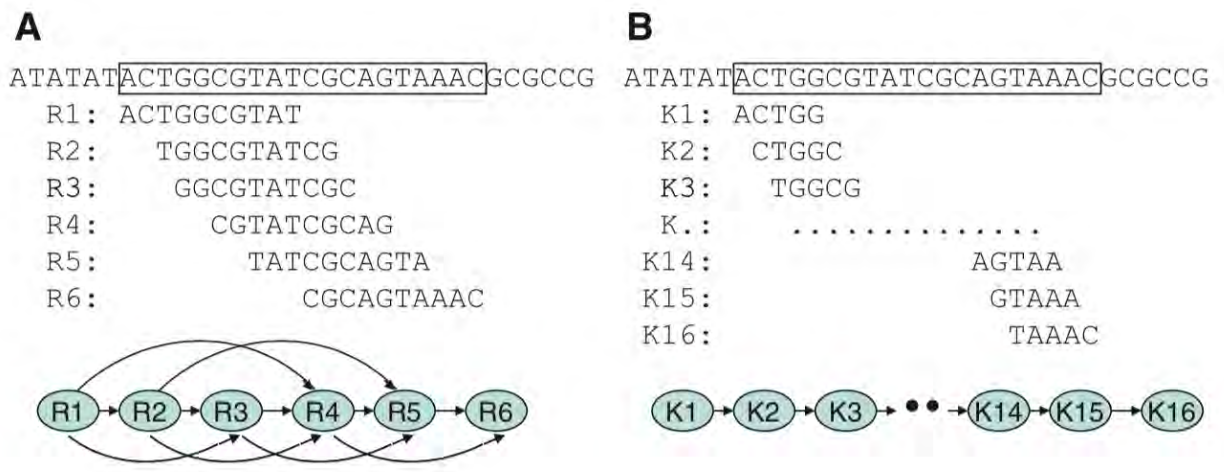 A
ATATATACTGGCGTATCGCAGTAAACGCGCCG
R1: ACTGGCGTAT
R2: TGGCGTATCG
R3: GGCGTATCGC
R4: CGTATCGCAG
R5: TATCGCAGTA
R6: CGCAGTAAAC
R1 R2 R3 R4 R5 R6
B
ATATATACTGGCGTATCGCAGTAAACGCGCCG
K1: ACTGG
K2: CTGGC
K3: TGGCG
K.: ..............
K14: AGTAA
K15: GTAAA
K16: TAAAC
K1 K2 K3 K14 K15 K16